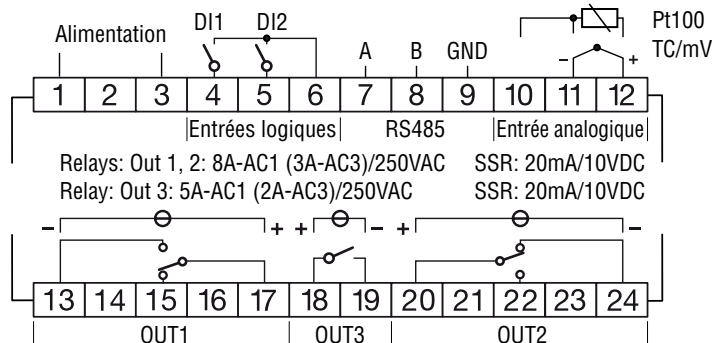 DI1 DI2 Pt100
Alimentation A B GND TC/mV
- +
1 2 3 4 5 6 7 8 9 10 11 12
Entrées logiques RS485 Entrée analogique
Relays: Out 1, 2: 8A-AC1 (3A-AC3)/250VAC SSR: 20mA/10VDC
Relay: Out 3: 5A-AC1 (2A-AC3)/250VAC SSR: 20mA/10VDC
- + + - + -
13 14 15 16 17 18 19 20 21 22 23 24
OUT1 OUT3 OUT2